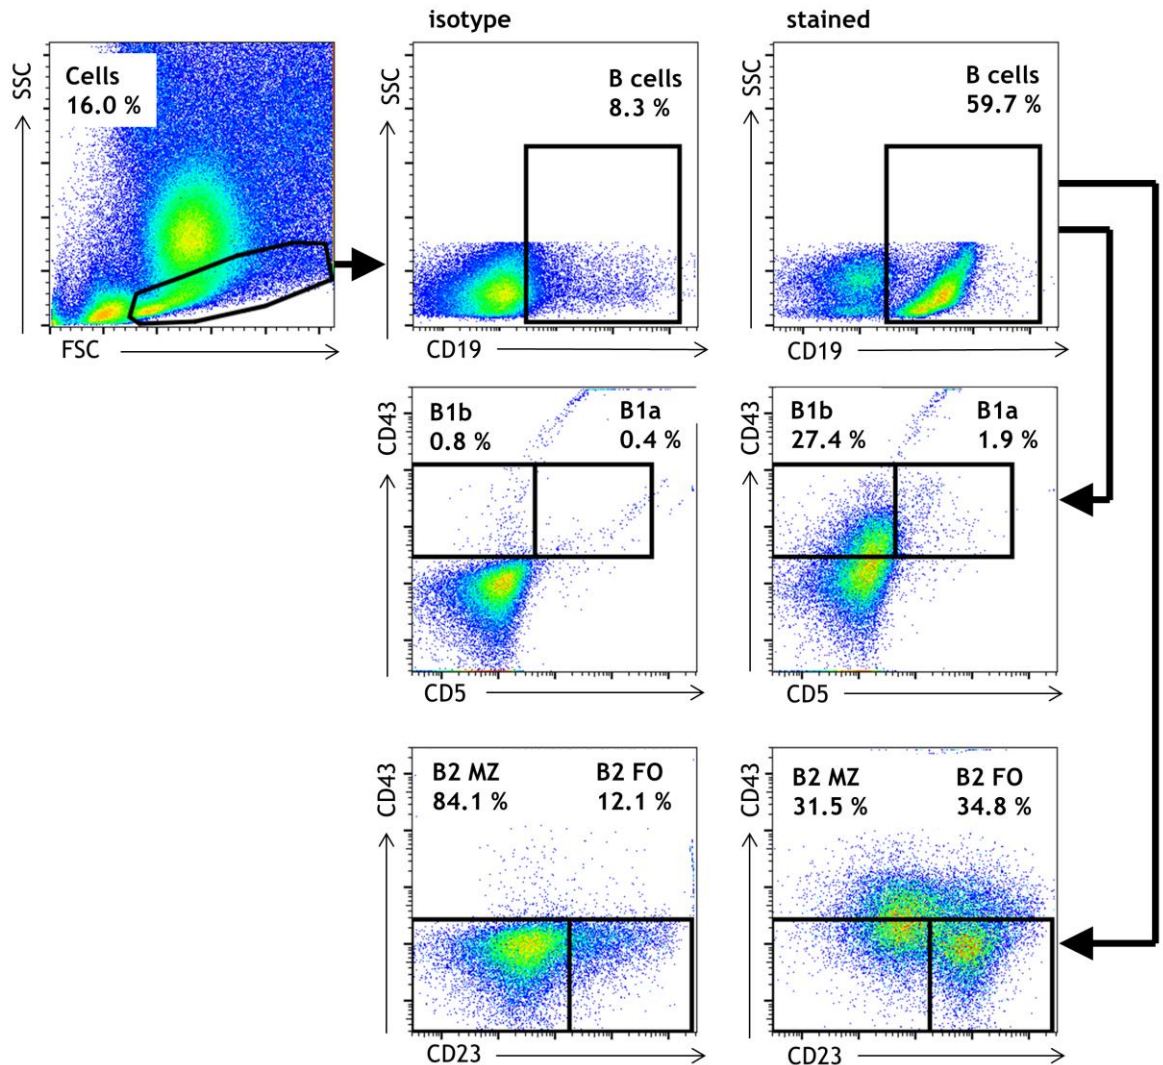 isotype
stained
SSC
Cells
16.0 %
FSC
SSC
B cells
8.3 %
CD19
SSC
B cells
59.7 %
CD19
CD43
B1b
0.8 %
B1a
0.4 %
CD5
CD43
B1b
27.4 %
B1a
1.9 %
CD5
CD43
B2 MZ
84.1 %
B2 FO
12.1 %
CD23
CD43
B2 MZ
31.5 %
B2 FO
34.8 %
CD23